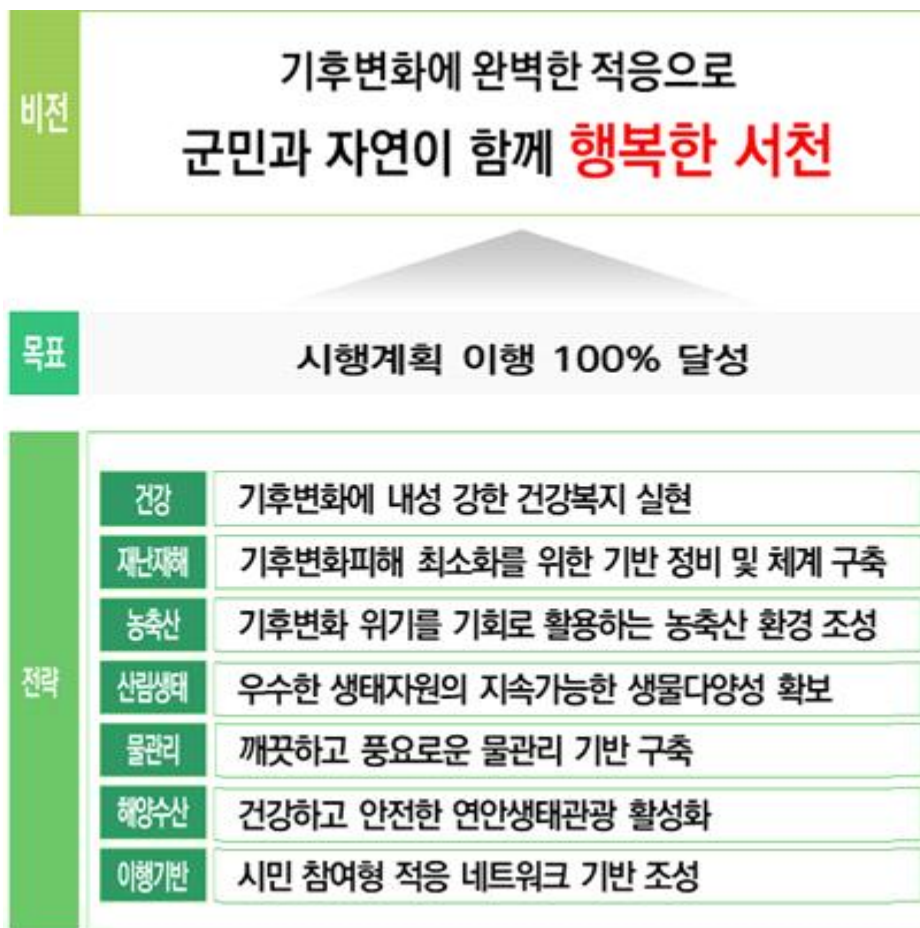 비전
기후변화에 완벽한 적응으로
군민과 자연이 함께 행복한 서천
목표
시행계획 이행 100% 달성
전략
건강 기후변화에 내성 강한 건강복지 실현
재난재해 기후변화피해 최소화를 위한 기반 정비 및 체계 구축
농축산 기후변화 위기를 기회로 활용하는 농축산 환경 조성
산림생태 우수한 생태자원의 지속가능한 생물다양성 확보
물관리 깨끗하고 풍요로운 물관리 기반 구축
해양수산 건강하고 안전한 연안생태관광 활성화
이행기반 시민 참여형 적응 네트워크 기반 조성